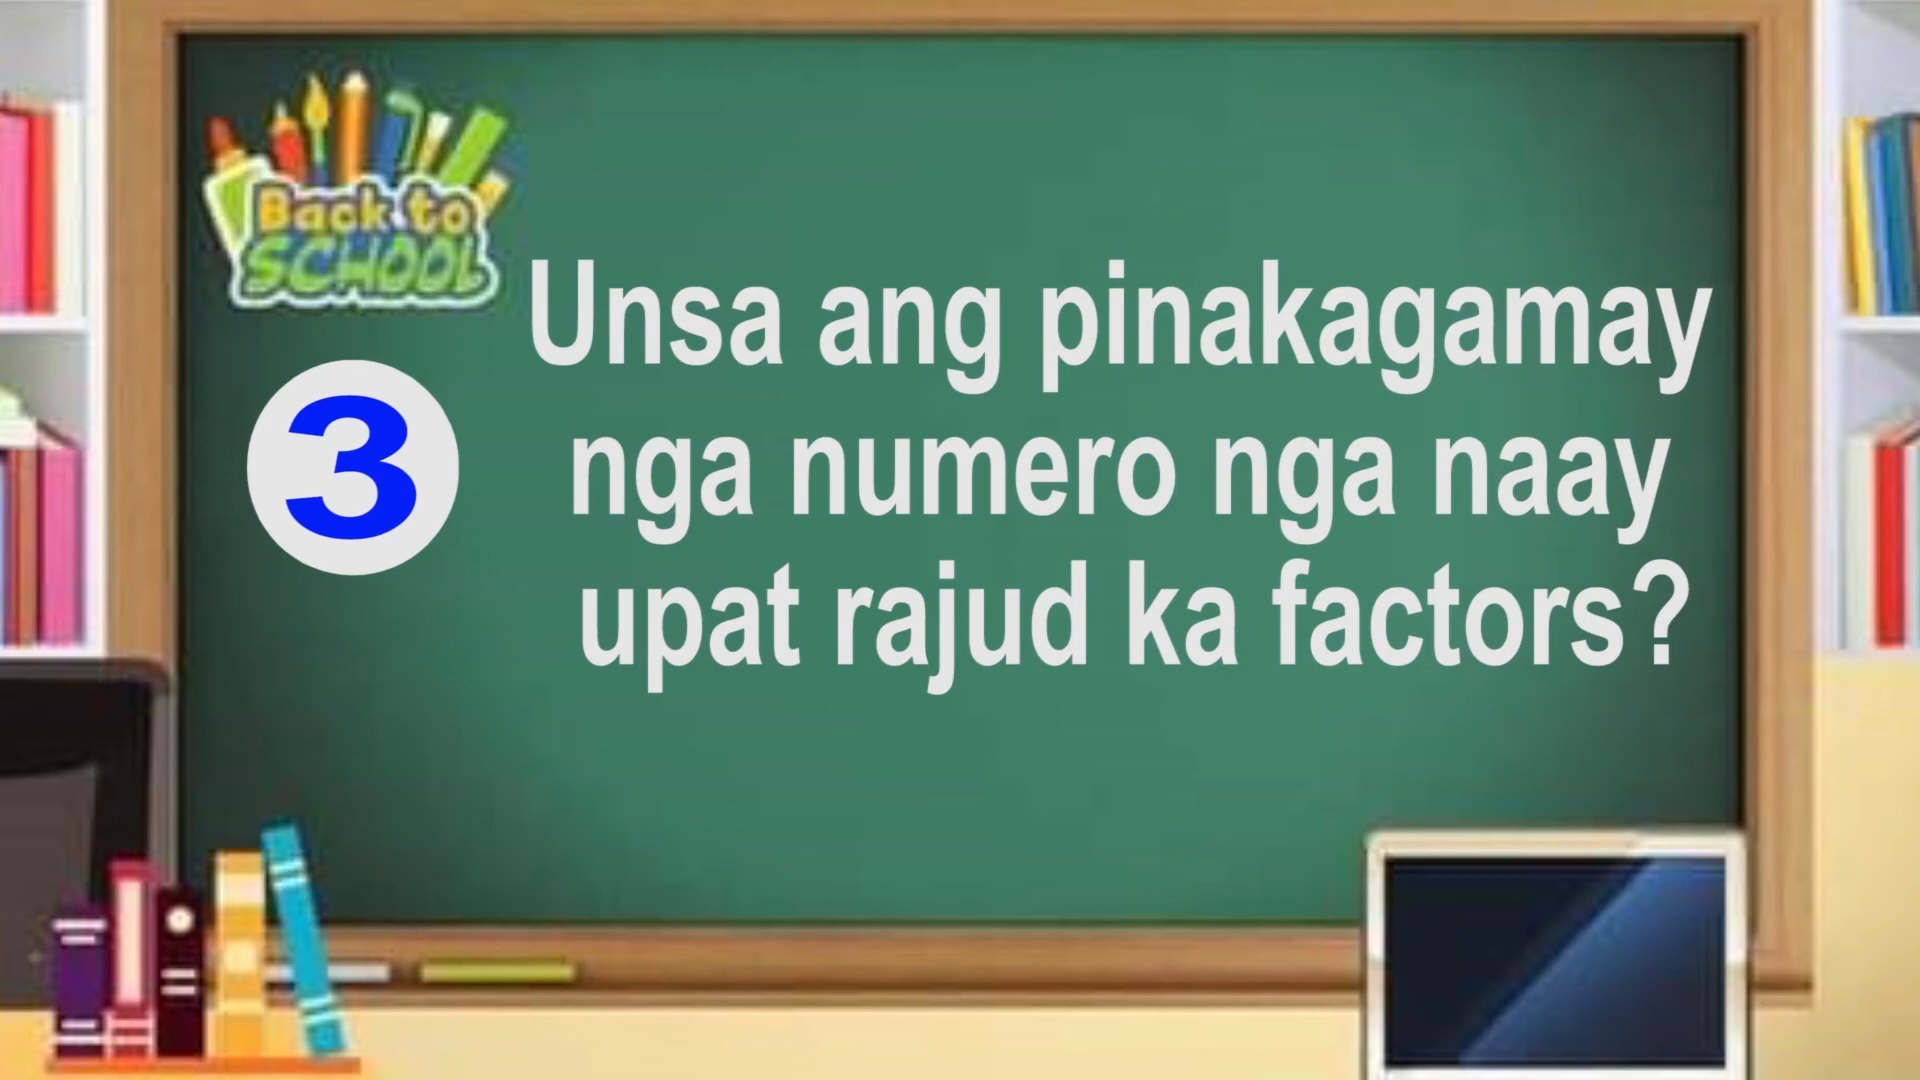 Back to
SCHOOL
Unsa ang pinakagamay
3
nga numero nga naay
upat rajud ka factors?